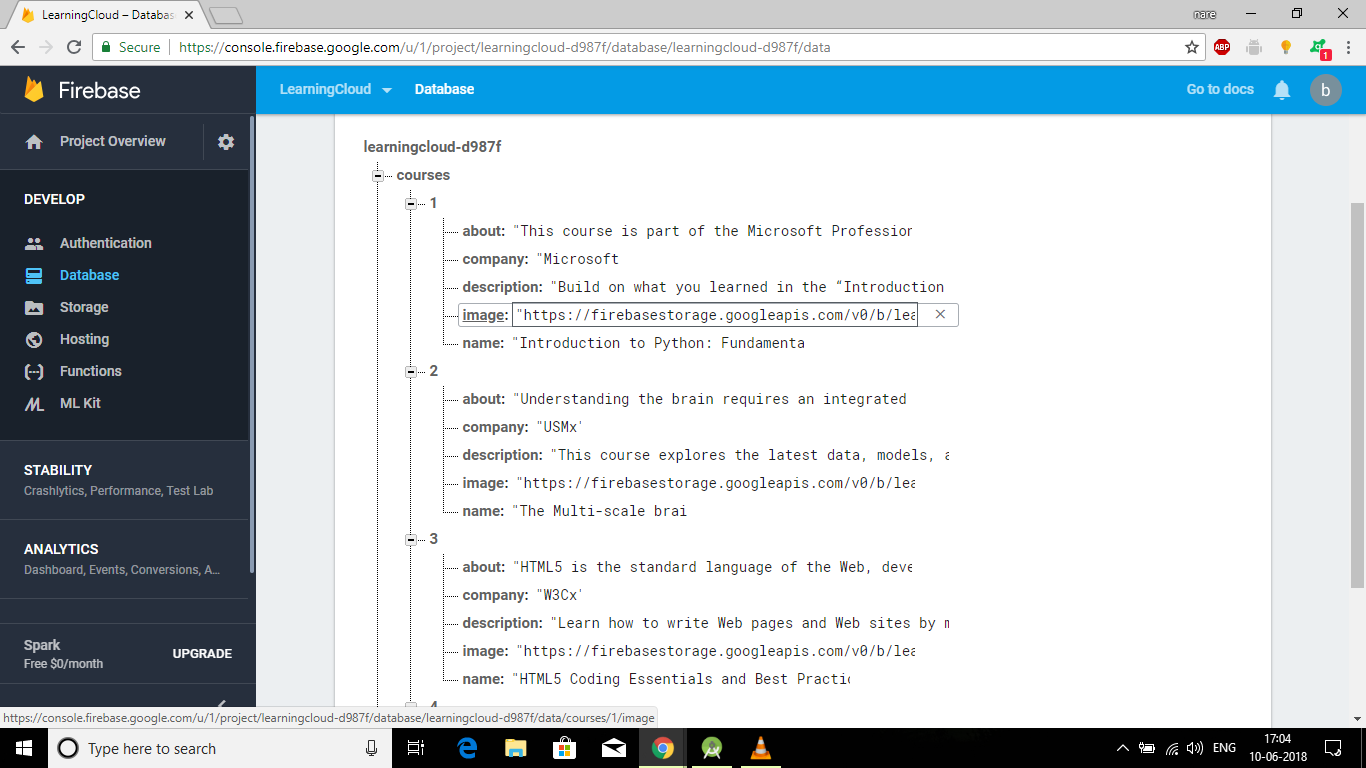 LearningCloud – Databas
nare
Secure
https://console.firebase.google.com/u/1/project/learningcloud-d987f/database/learningcloud-d987f/data
ABP
1
Firebase
LearningCloud
Database
Go to docs
b
Project Overview
DEVELOP
Authentication
Database
Storage
Hosting
Functions
ML Kit
STABILITY
Crashlytics, Performance, Test Lab
ANALYTICS
Dashboard, Events, Conversions, A...
Spark
Free $0/month
UPGRADE
learningcloud-d987f
courses
1
about: "This course is part of the Microsoft Profession
company: "Microsoft
description: "Build on what you learned in the “Introduction
image: "https://firebasestorage.googleapis.com/v0/b/lea
name: "Introduction to Python: Fundamenta
2
about: "Understanding the brain requires an integrated
company: "USMx'
description: "This course explores the latest data, models, a
image: "https://firebasestorage.googleapis.com/v0/b/lea
name: "The Multi-scale brai
3
about: "HTML5 is the standard language of the Web, deve
company: "W3Cx'
description: "Learn how to write Web pages and Web sites by m
image: "https://firebasestorage.googleapis.com/v0/b/lea
name: "HTML5 Coding Essentials and Best Practic
4
https://console.firebase.google.com/u/1/project/learningcloud-d987f/database/learningcloud-d987f/data/courses/1/image
Type here to search
ENG
17:04
10-06-2018